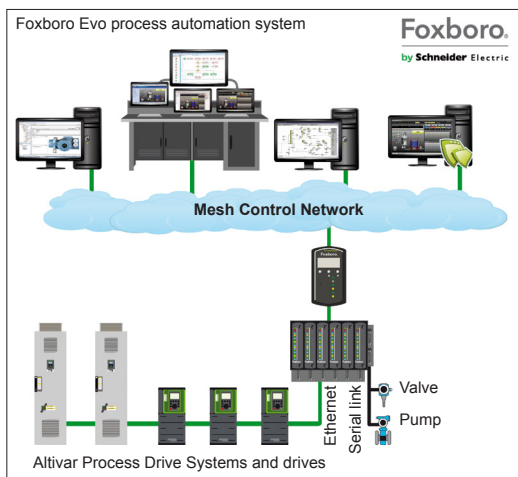 Foxboro Evo process automation system
Foxboro.
by Schneider Electric
Mesh Control Network
Foxboro
Ethernet
Serial link
Valve
Pump
Altivar Process Drive Systems and drives